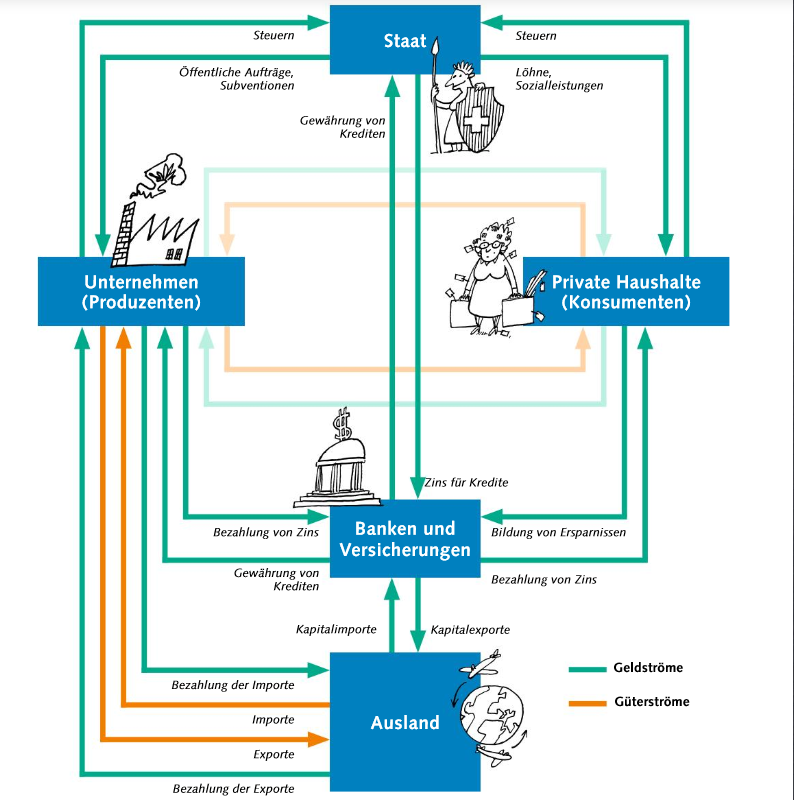 Staat
Steuern
Steuern
Öffentliche Aufträge,
Subventionen
Löhne,
Sozialleistungen
Gewährung von
Krediten
Unternehmen
(Produzenten)
Private Haushalte
(Konsumenten)
$
Zins für Kredite
Banken und
Versicherungen
Bezahlung von Zins
Bildung von Ersparnissen
Gewährung von
Krediten
Bezahlung von Zins
Kapitalimporte
Kapitalexporte
Bezahlung der Importe
Importe
Ausland
Exporte
Bezahlung der Exporte
Geldströme
Güterströme